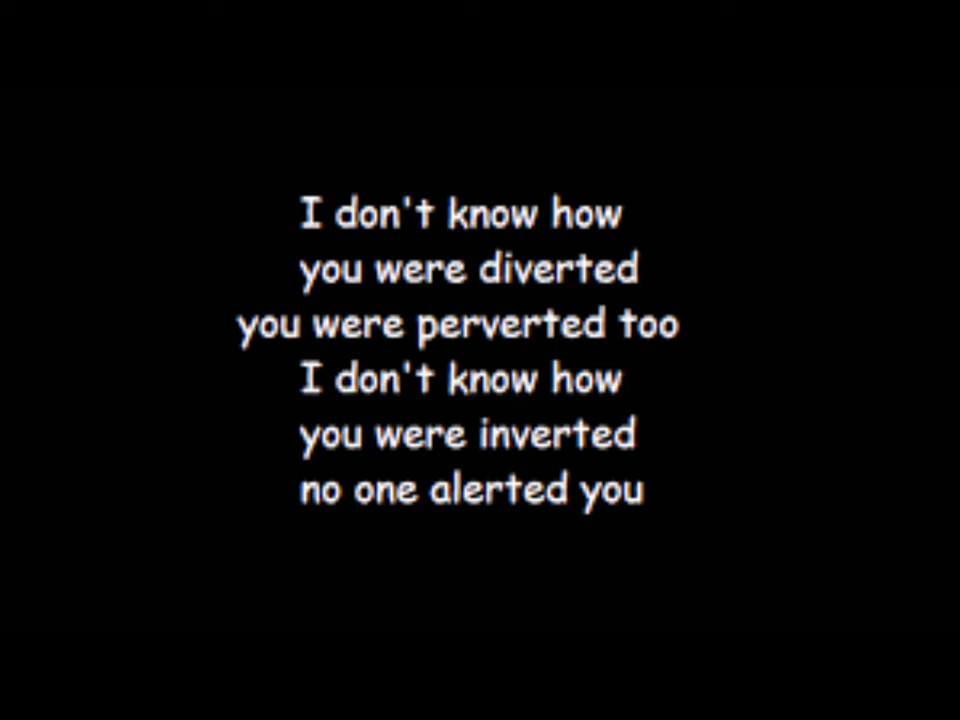 I don't know how
you were diverted
you were perverted too
I don't know how
you were inverted
no one alerted you